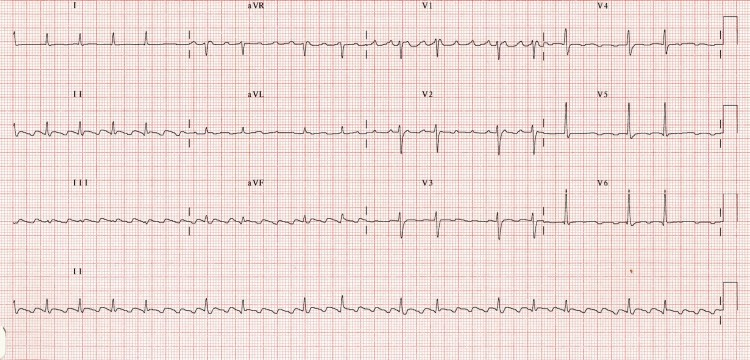 I aVR V1 V4
II aVL V2 V5
III aVF V3 V6
II